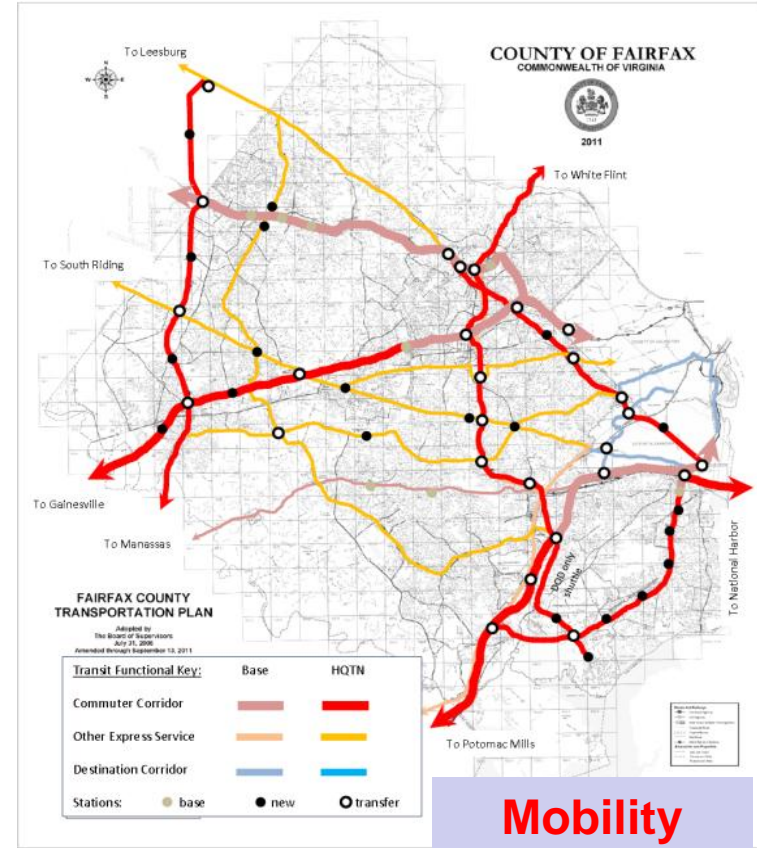 To Leesburg
N
W
E
S
COUNTY OF FAIRFAX
COMMONWEALTH OF VIRGINIA
2011
To White Flint
To South Riding
To Gainesville
To Manassas
DOD only
shuttle
To National Harbor
FAIRFAX COUNTY
TRANSPORTATION PLAN
Adopted by
The Board of Supervisors
July 31, 2006
Amended through September 13, 2011
Transit Functional Key: Base HQTN
Commuter Corridor
Other Express Service
Destination Corridor
Stations: base new transfer
To Potomac Mills
Mobility